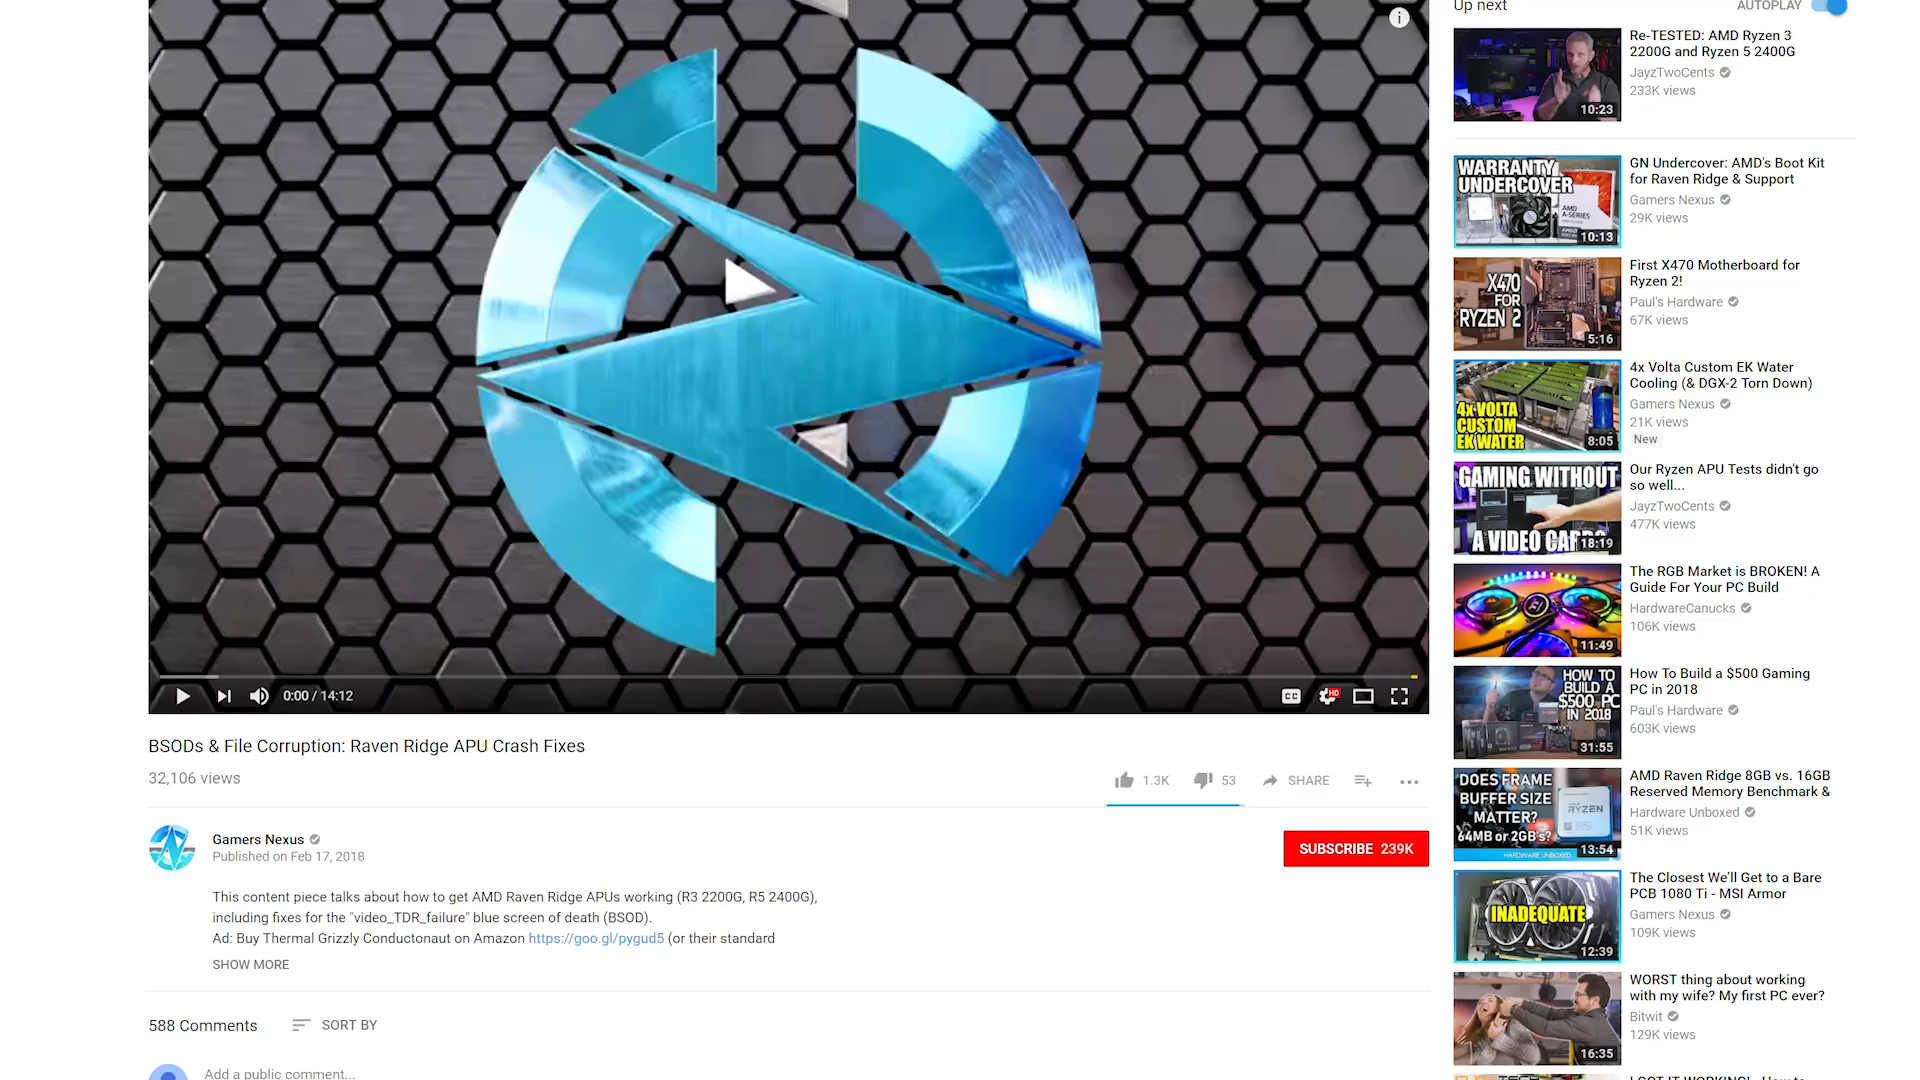 Up next
AUTOPLAY
i
Re-TESTED: AMD Ryzen 3
2200G and Ryzen 5 2400G
JayzTwoCents
233K views
10:23
WARRANTY
UNDERCOVER
AMD
A-SERIES
10:13
GN Undercover: AMD's Boot Kit
for Raven Ridge & Support
Gamers Nexus
29K views
X470
FOR
RYZEN 2
5:16
First X470 Motherboard for
Ryzen 2!
Paul's Hardware
67K views
4x VOLTA
CUSTOM
EK WATER
8:05
4x Volta Custom EK Water
Cooling (& DGX-2 Torn Down)
Gamers Nexus
21K views
New
GAMING WITHOUT
A VIDEO CARD
18:19
Our Ryzen APU Tests didn't go
so well...
JayzTwoCents
477K views
11:49
The RGB Market is BROKEN! A
Guide For Your PC Build
HardwareCanucks
106K views
HOW TO
BUILD A
$500 PC
IN 2018
31:55
How To Build a $500 Gaming
PC in 2018
Paul's Hardware
603K views
DOES FRAME
BUFFER SIZE
MATTER?
64MB or 2GB's?
RYZEN
HARDWARE UNBOXED
13:54
AMD Raven Ridge 8GB vs. 16GB
Reserved Memory Benchmark &
Hardware Unboxed
51K views
INADEQUATE
12:39
The Closest We'll Get to a Bare
PCB 1080 Ti - MSI Armor
Gamers Nexus
109K views
16:35
WORST thing about working
with my wife? My first PC ever?
Bitwit
129K views
0:00 / 14:12
CC
HD
BSODs & File Corruption: Raven Ridge APU Crash Fixes
32,106 views
1.3K
53
SHARE
Gamers Nexus
Published on Feb 17, 2018
SUBSCRIBE 239K
This content piece talks about how to get AMD Raven Ridge APUs working (R3 2200G, R5 2400G),
including fixes for the "video_TDR_failure" blue screen of death (BSOD).
Ad: Buy Thermal Grizzly Conductonaut on Amazon https://goo.gl/pygud5 (or their standard
SHOW MORE
588 Comments
SORT BY
Add a public comment...